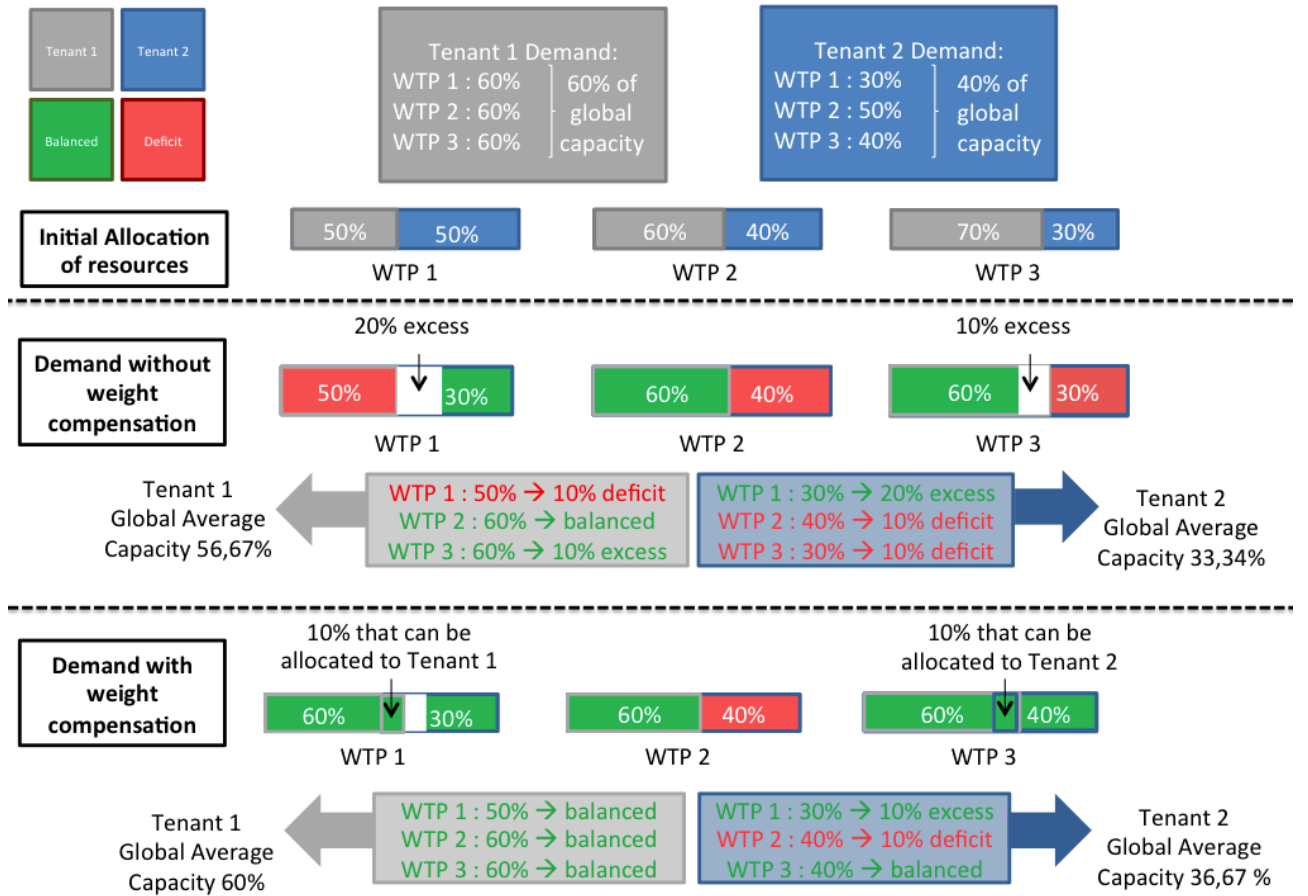 Tenant 1
Tenant 2
Balanced
Deficit
Tenant 1 Demand:
WTP 1 : 60%
WTP 2 : 60%
WTP 3 : 60%
60% of
global
capacity
Tenant 2 Demand:
WTP 1 : 30%
WTP 2 : 50%
WTP 3 : 40%
40% of
global
capacity
Initial Allocation
of resources
50%
50%
WTP 1
60%
40%
WTP 2
70%
30%
WTP 3
Demand without
weight
compensation
20% excess
50%
30%
WTP 1
60%
40%
WTP 2
10% excess
60%
30%
WTP 3
Tenant 1
Global Average
Capacity 56,67%
WTP 1 : 50% → 10% deficit
WTP 2 : 60% → balanced
WTP 3 : 60% → 10% excess
WTP 1 : 30% → 20% excess
WTP 2 : 40% → 10% deficit
WTP 3 : 30% → 10% deficit
Tenant 2
Global Average
Capacity 33,34%
Demand with
weight
compensation
10% that can be
allocated to Tenant 1
60%
30%
WTP 1
60%
40%
WTP 2
10% that can be
allocated to Tenant 2
60%
40%
WTP 3
Tenant 1
Global Average
Capacity 60%
WTP 1 : 50% → balanced
WTP 2 : 60% → balanced
WTP 3 : 60% → balanced
WTP 1 : 30% → 10% excess
WTP 2 : 40% → 10% deficit
WTP 3 : 40% → balanced
Tenant 2
Global Average
Capacity 36,67 %